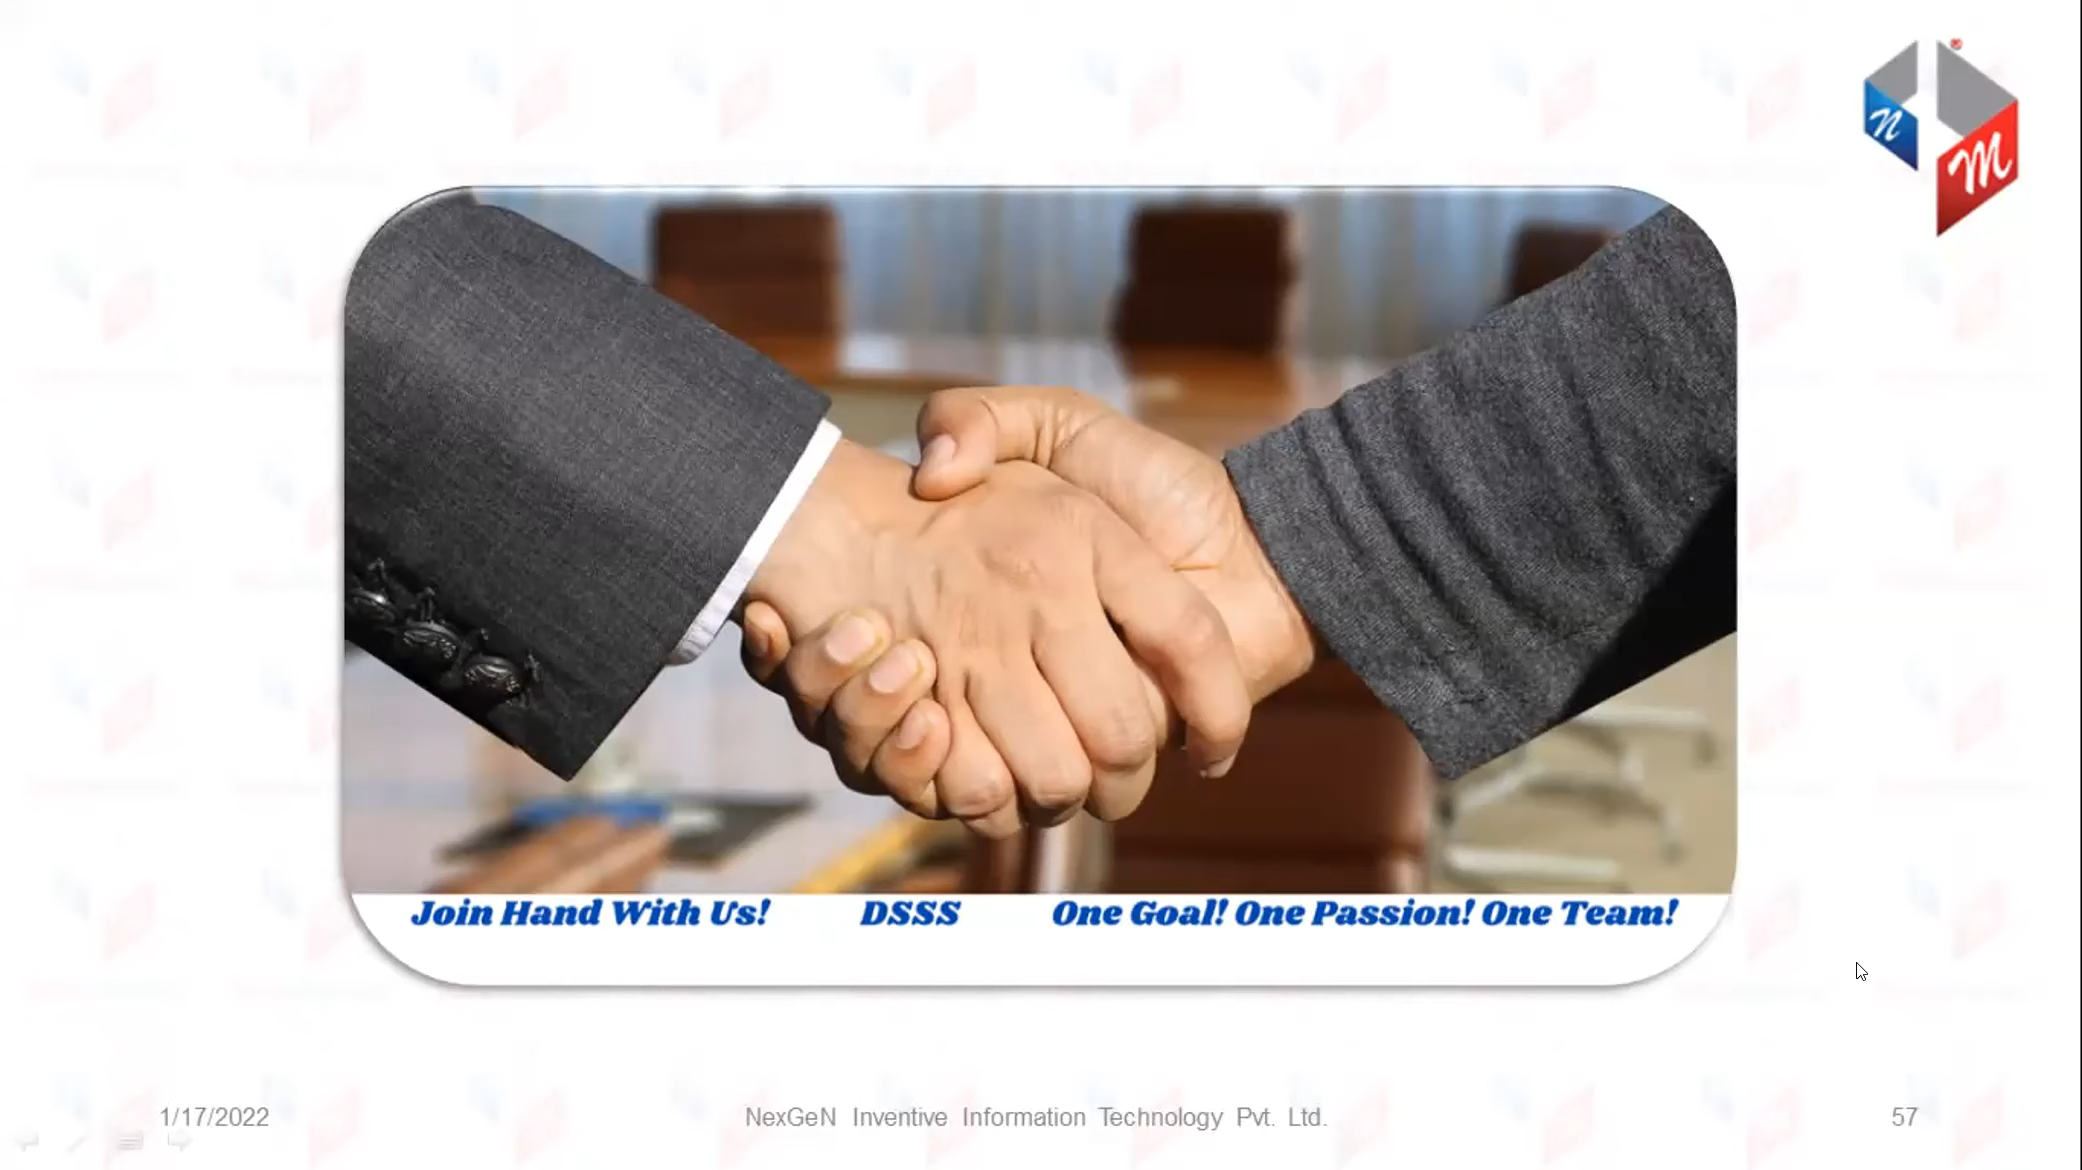 n
M
Join Hand With Us! DSSS One Goal! One Passion! One Team!
1/17/2022 NexGeN Inventive Information Technology Pvt. Ltd. 57